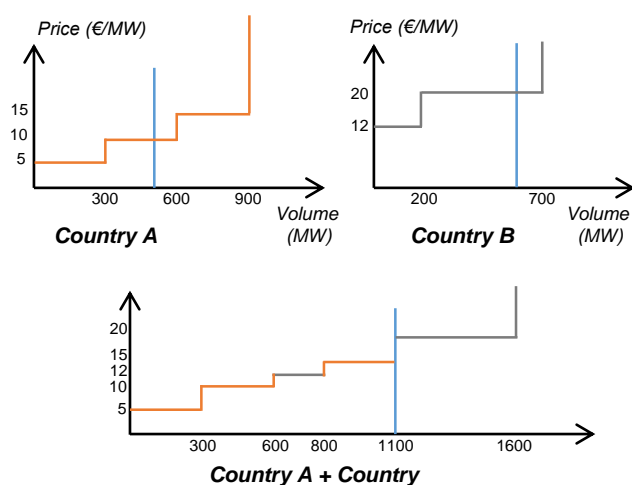 Price (€/MW)
15
10
5
300 600 900
Volume
(MW)
Country A
Price (€/MW)
20
12
200 700
Volume
(MW)
Country B
20
15
12
10
5
300 600 800 1100 1600
Country A + Country